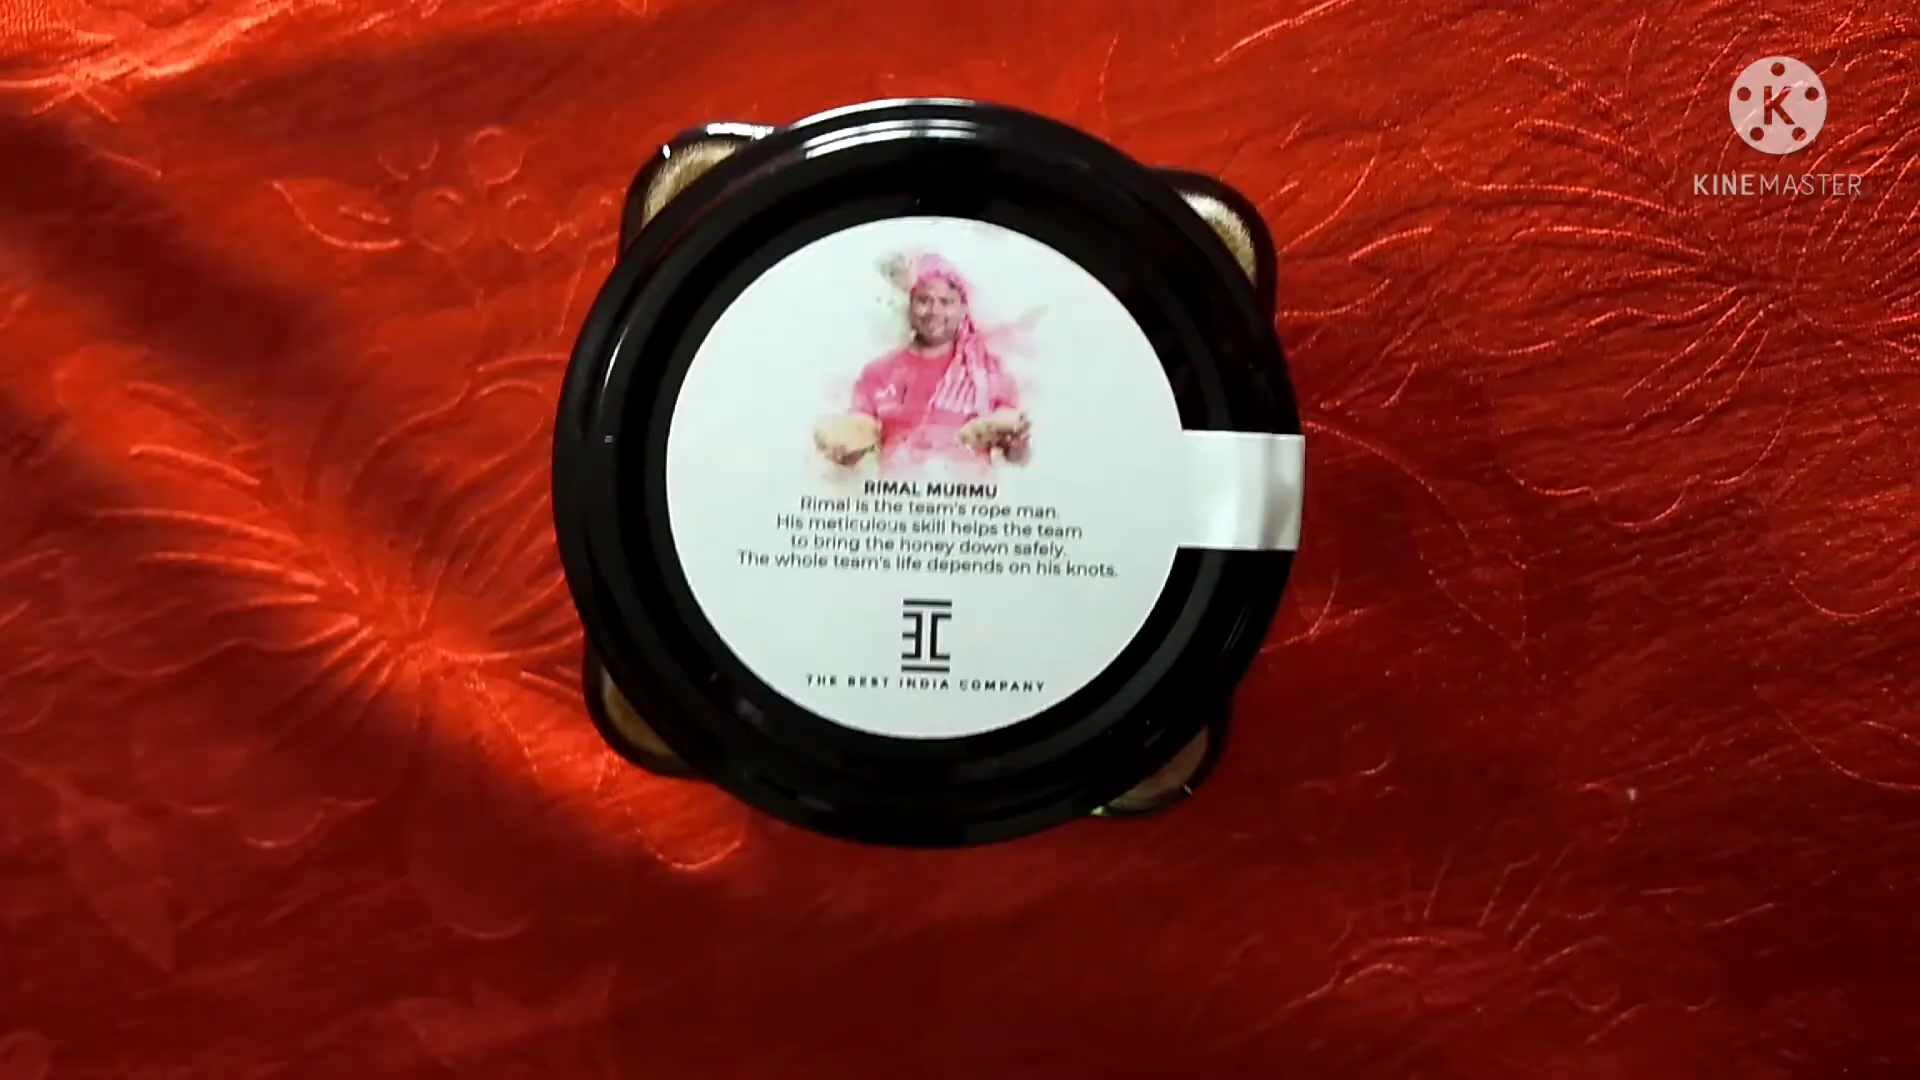 K
KINEMASTER
RIMAL MURMU
Rimal is the team's rope man.
His meticulous skill helps the team
to bring the honey down safely.
The whole team's life depends on his knots.
THE BEST INDIA COMPANY